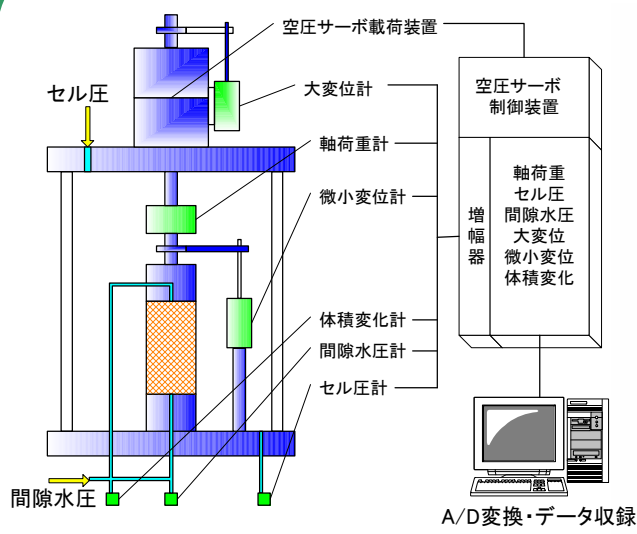 空圧サーボ載荷装置
セル圧
大変位計
軸荷重計
微小変位計
体積変化計
間隙水圧計
セル圧計
間隙水圧
空圧サーボ
制御装置
増幅器
軸荷重
セル圧
間隙水圧
大変位
微小変位
体積変化
A/D変換・データ収録